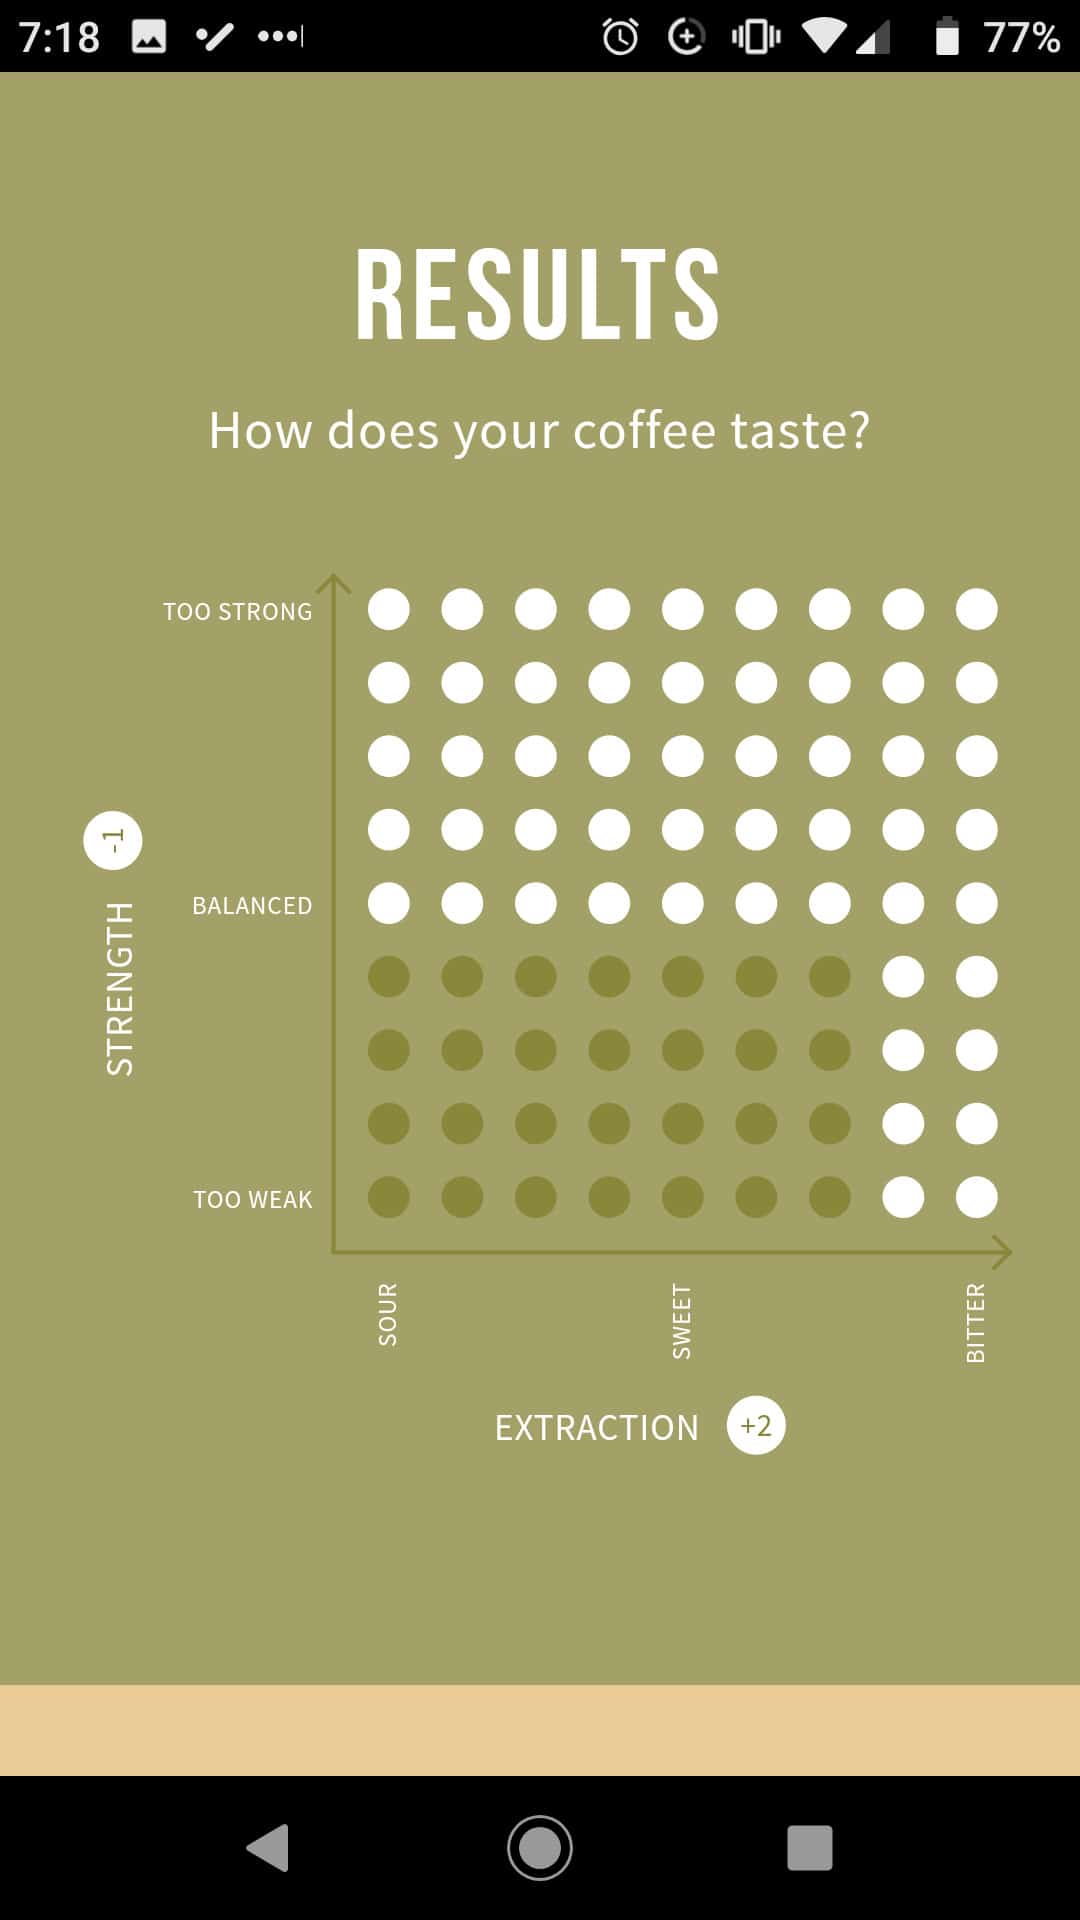 7:18 77%
RESULTS
How does your coffee taste?
TOO STRONG
-1
BALANCED
STRENGTH
TOO WEAK
SOUR SWEET BITTER
EXTRACTION +2